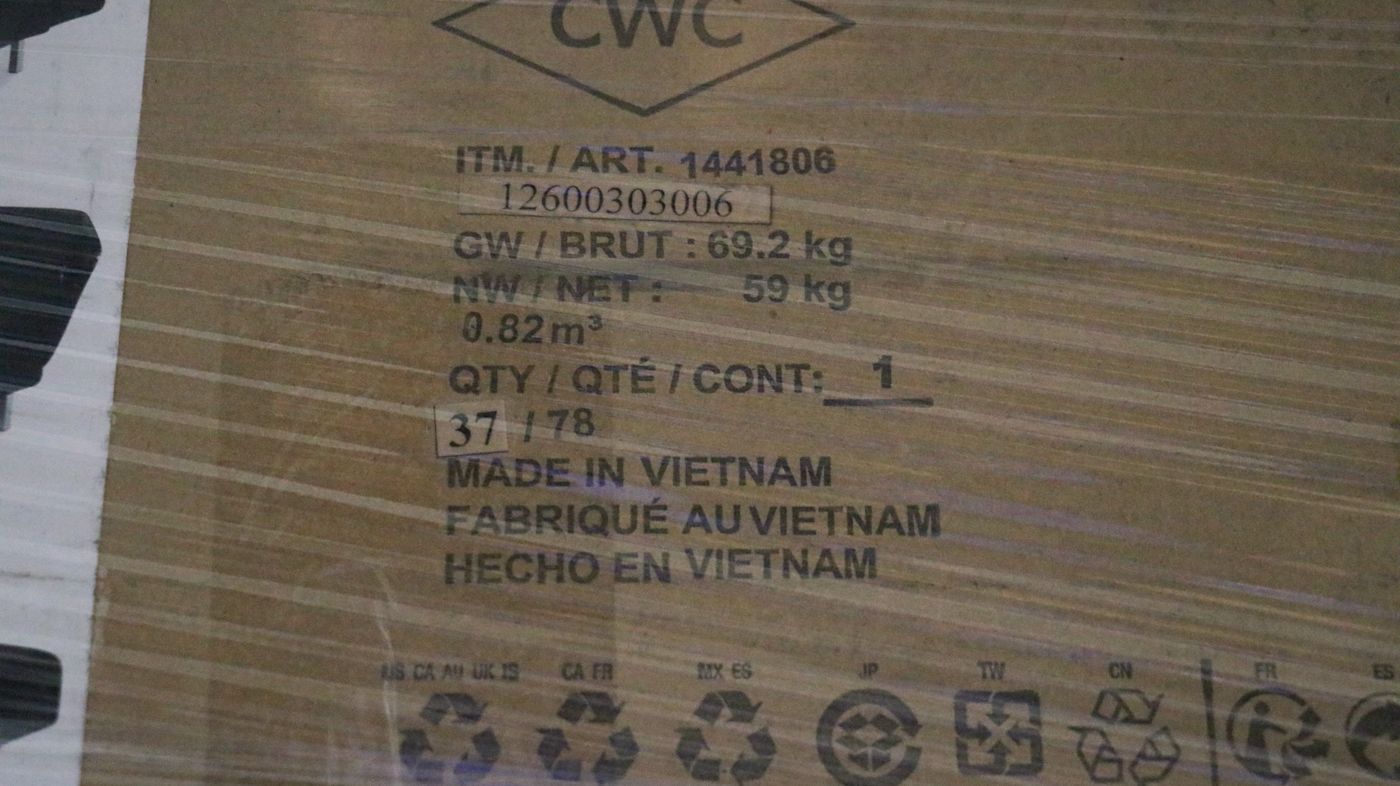 CWC
ITM. / ART. 1441806
12600303006
GW / BRUT : 69.2 kg
NW / NET : 59 kg
0.82m³
QTY / QTÉ / CONT: 1
37 / 78
MADE IN VIETNAM
FABRIQUÉ AU VIETNAM
HECHO EN VIETNAM
US CA AU UK IS CA FR MX ES JP TW CN FR ES